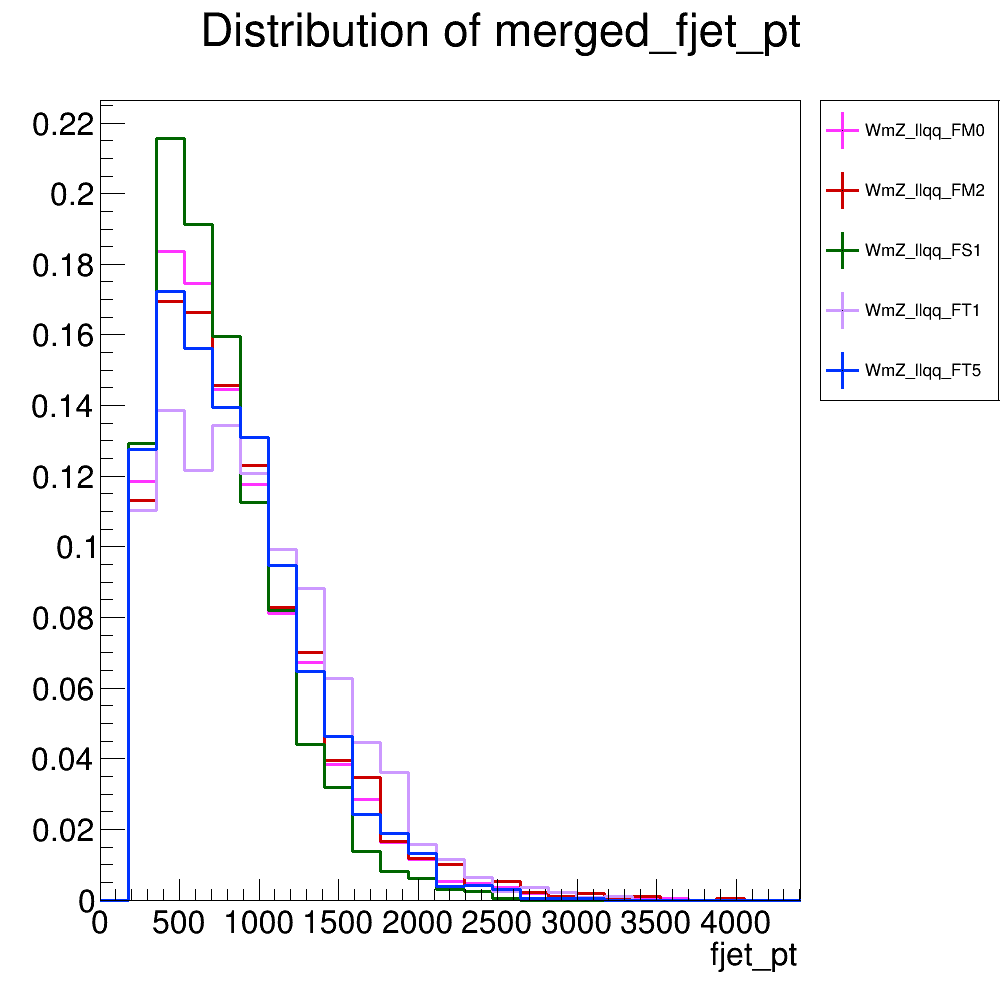 Distribution of merged_fjet_pt
0.22
0.2
0.18
0.16
0.14
0.12
0.1
0.08
0.06
0.04
0.02
0
0 500 1000 1500 2000 2500 3000 3500 4000
fjet_pt
WmZ_llqq_FM0
WmZ_llqq_FM2
WmZ_llqq_FS1
WmZ_llqq_FT1
WmZ_llqq_FT5